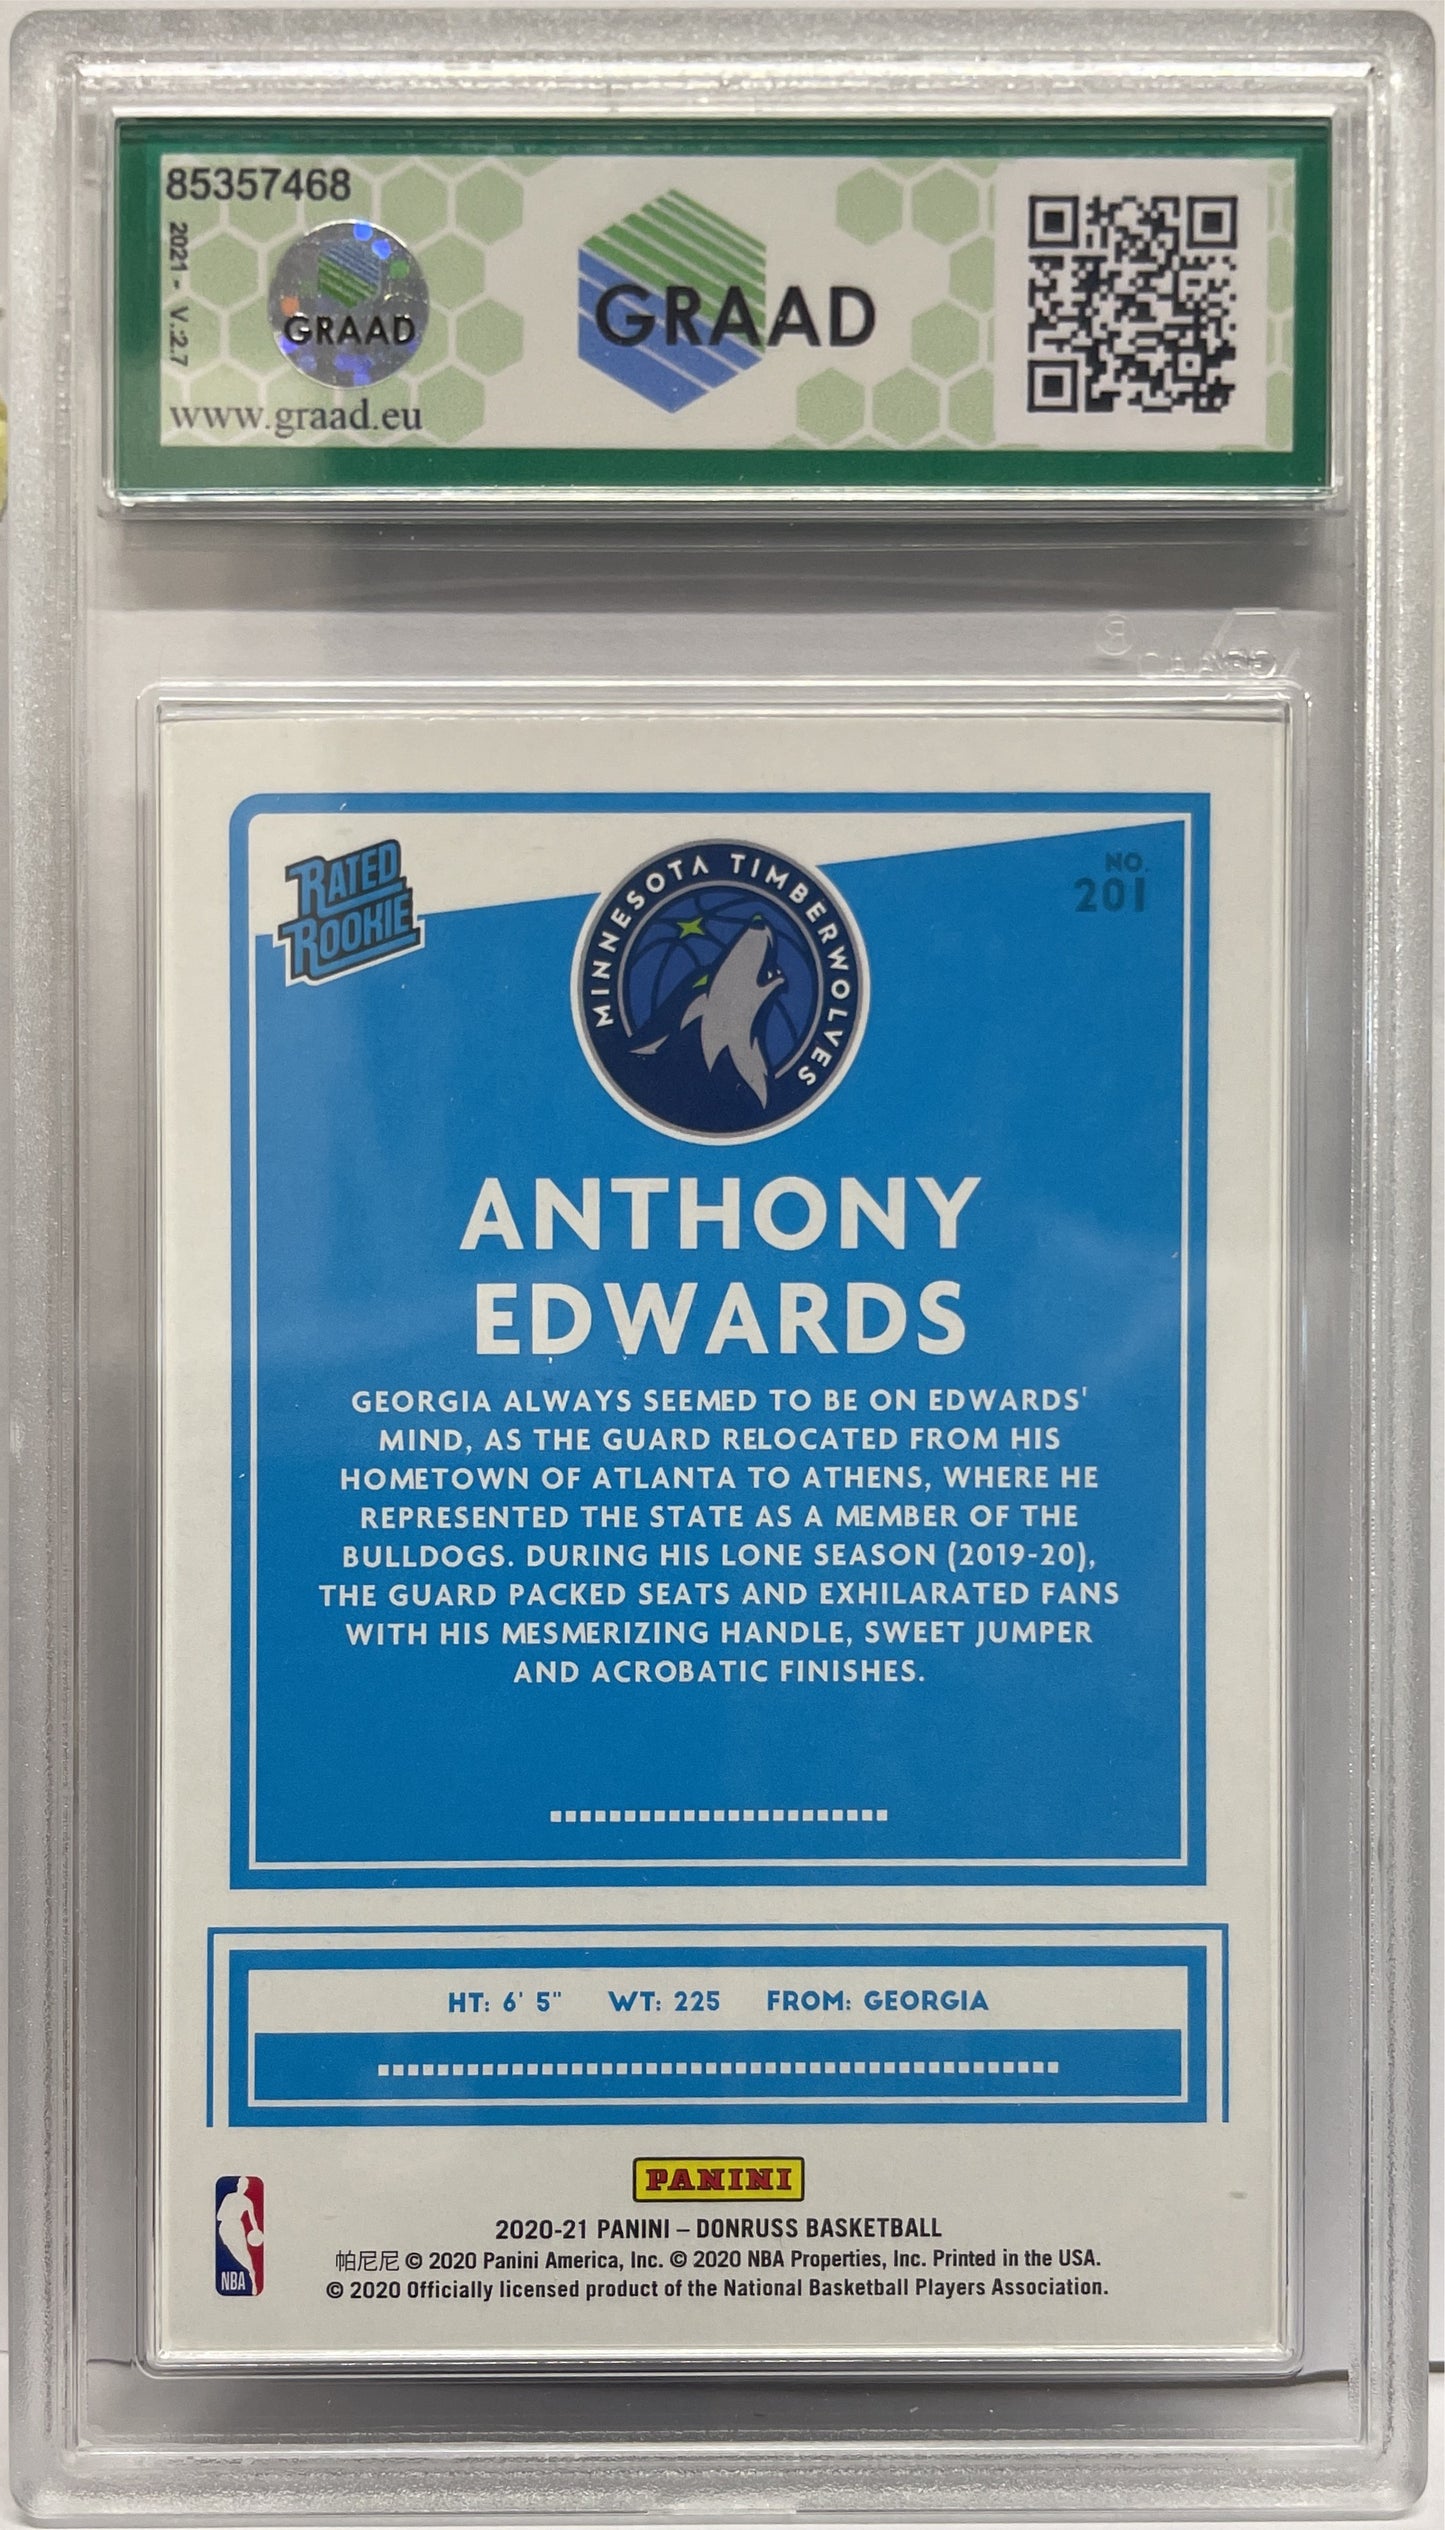 85357468
2021 - V.2.7
GRAAD
www.graad.eu
GRAAD
RATED
ROOKIE
MINNESOTA TIMBERWOLVES
NO.
201
ANTHONY
EDWARDS
GEORGIA ALWAYS SEEMED TO BE ON EDWARDS'
MIND, AS THE GUARD RELOCATED FROM HIS
HOMETOWN OF ATLANTA TO ATHENS, WHERE HE
REPRESENTED THE STATE AS A MEMBER OF THE
BULLDOGS. DURING HIS LONE SEASON (2019-20),
THE GUARD PACKED SEATS AND EXHILARATED FANS
WITH HIS MESMERIZING HANDLE, SWEET JUMPER
AND ACROBATIC FINISHES.
HT: 6' 5" WT: 225 FROM: GEORGIA
PANINI
NBA
2020-21 PANINI – DONRUSS BASKETBALL
帕尼尼 © 2020 Panini America, Inc. © 2020 NBA Properties, Inc. Printed in the USA.
© 2020 Officially licensed product of the National Basketball Players Association.